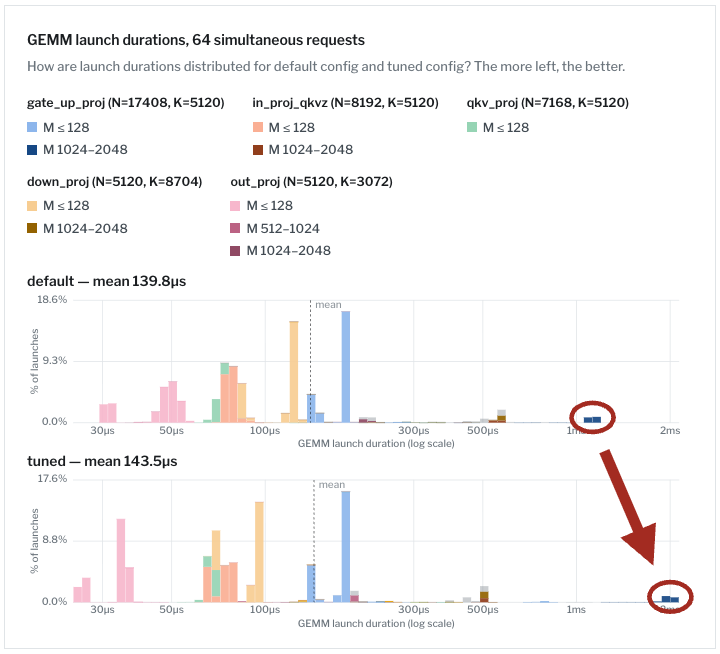 GEMM launch durations, 64 simultaneous requests
How are launch durations distributed for default config and tuned config? The more left, the better.
gate_up_proj (N=17408, K=5120)
M ≤ 128
M 1024–2048
in_proj_qkvz (N=8192, K=5120)
M ≤ 128
M 1024–2048
qkv_proj (N=7168, K=5120)
M ≤ 128
down_proj (N=5120, K=8704)
M ≤ 128
M 1024–2048
out_proj (N=5120, K=3072)
M ≤ 128
M 512–1024
M 1024–2048
default — mean 139.8µs
18.6%
9.3%
0.0%
% of launches
mean
30µs 50µs 100µs 300µs 500µs 1ms 2ms
GEMM launch duration (log scale)
tuned — mean 143.5µs
17.6%
8.8%
0.0%
% of launches
mean
30µs 50µs 100µs 300µs 500µs 1ms 2ms
GEMM launch duration (log scale)